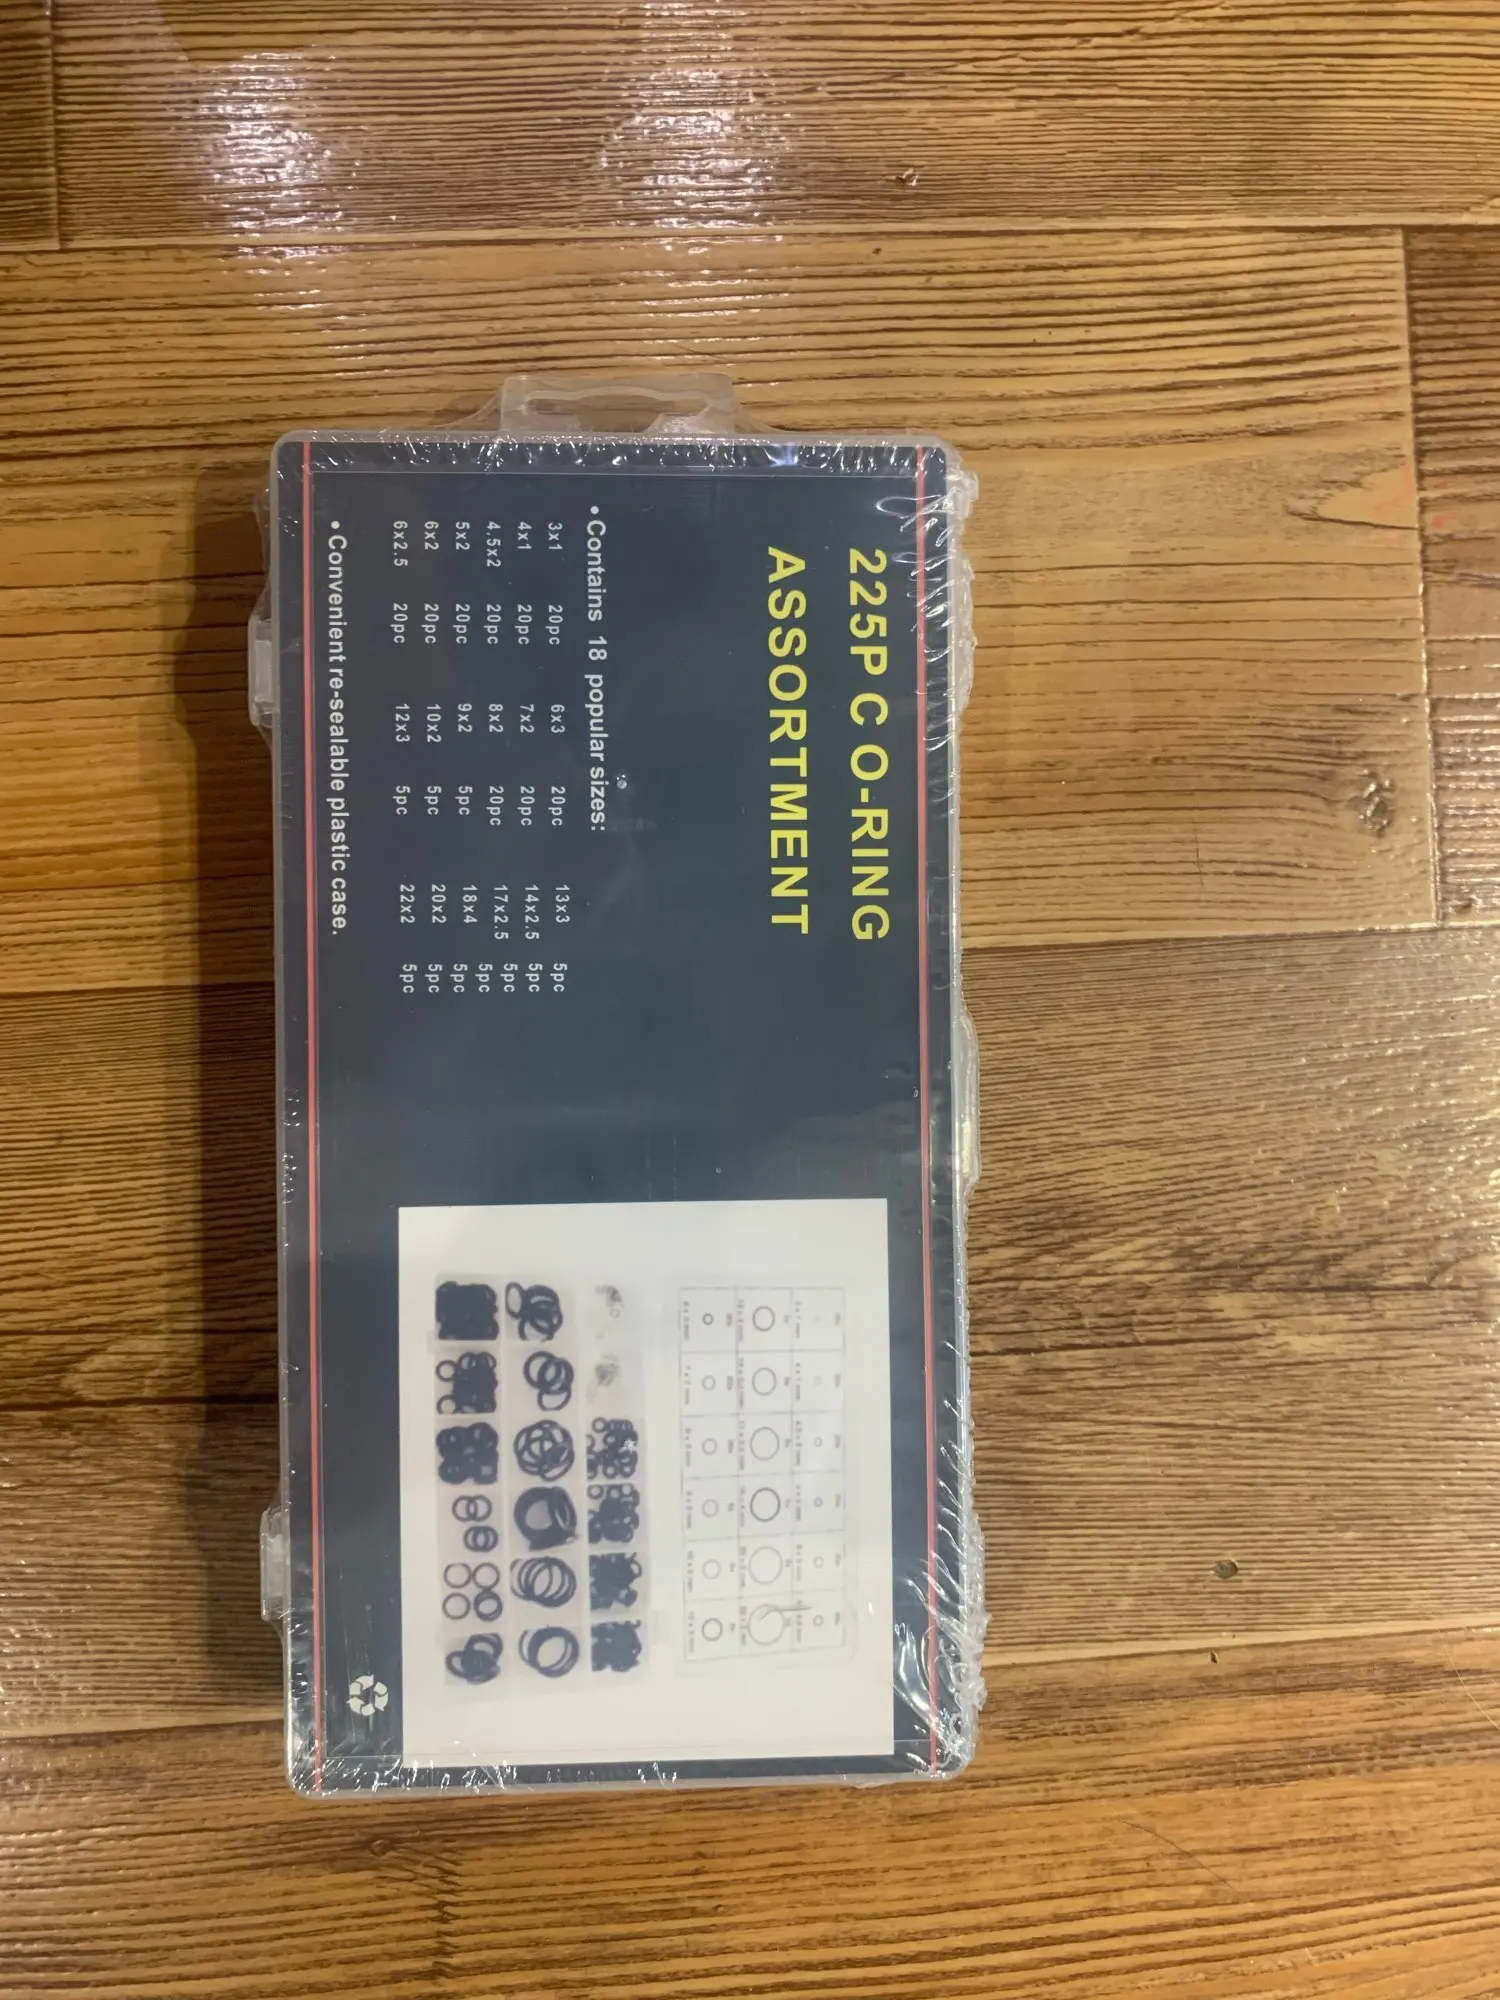 225PC O-RING
ASSORTMENT
•Contains 18 popular sizes:
3x1 20pc 6x3 20pc 13x3 5pc
4x1 20pc 7x2 20pc 14x2.5 5pc
4.5x2 20pc 8x2 20pc 17x2.5 5pc
5x2 20pc 9x2 5pc 18x4 5pc
6x2 20pc 10x2 5pc 20x2 5pc
6x2.5 20pc 12x3 5pc 22x2 5pc
5pc
•Convenient re-sealable plastic case.